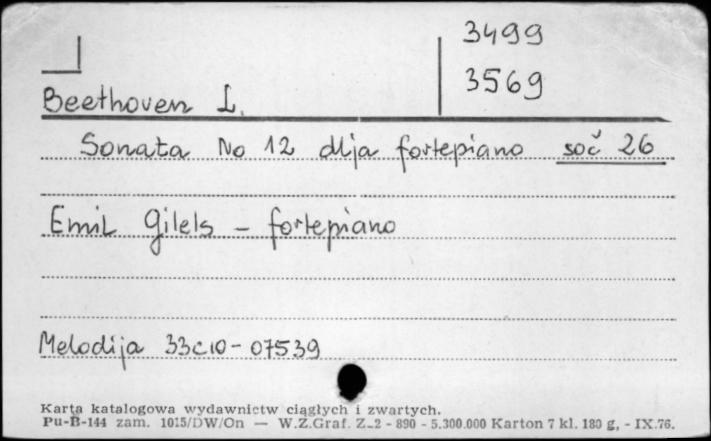 3499
3569
Beethoven L.
Sonata No 12 dlja fortepiano soč 26
Emil Gilels – fortepiano
Melodija 33c10-07539
Karta katalogowa wydawnictw ciągłych i zwartych.
Pu-B-144 zam. 1015/DW/On — W.Z.Graf. Z-2 - 890 - 5.300.000 Karton 7 kl. 180 g, - IX.76.